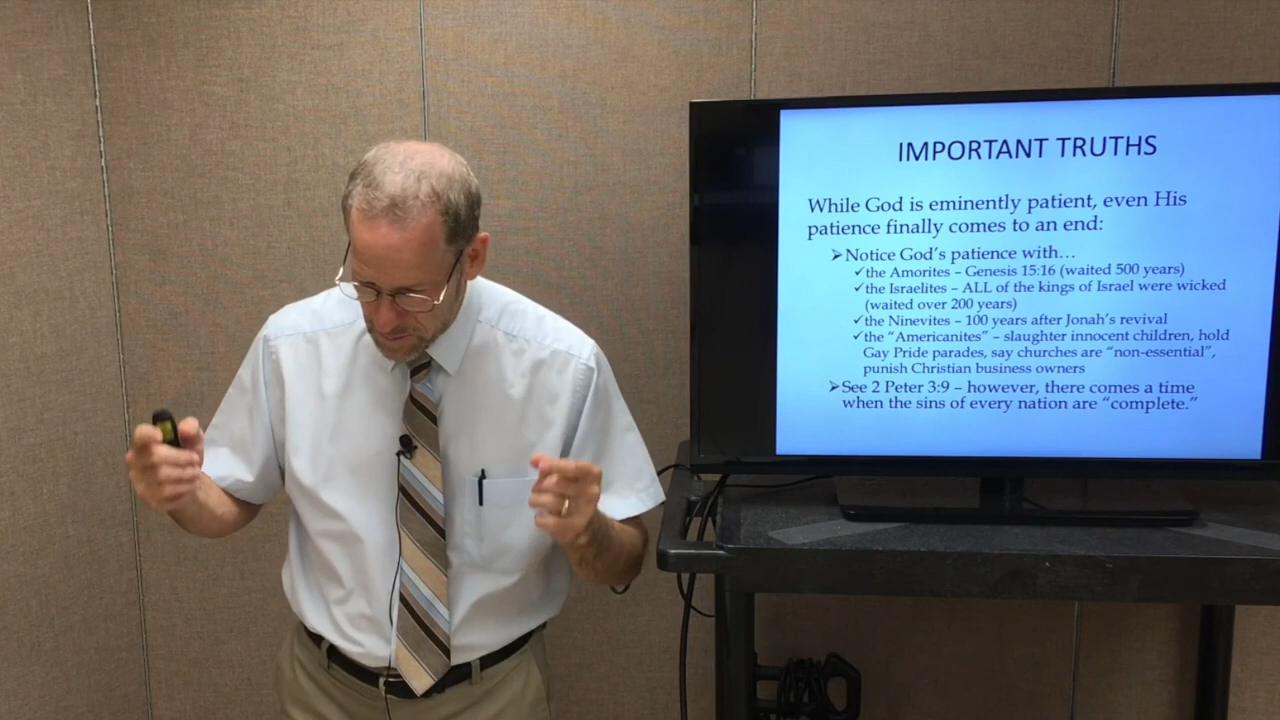 IMPORTANT TRUTHS
While God is eminently patient, even His
patience finally comes to an end:
➢Notice God's patience with…
✓the Amorites – Genesis 15:16 (waited 500 years)
✓the Israelites – ALL of the kings of Israel were wicked
(waited over 200 years)
✓the Ninevites – 100 years after Jonah's revival
✓the "Americanites" – slaughter innocent children, hold
Gay Pride parades, say churches are "non-essential",
punish Christian business owners
➢See 2 Peter 3:9 – however, there comes a time
when the sins of every nation are "complete."